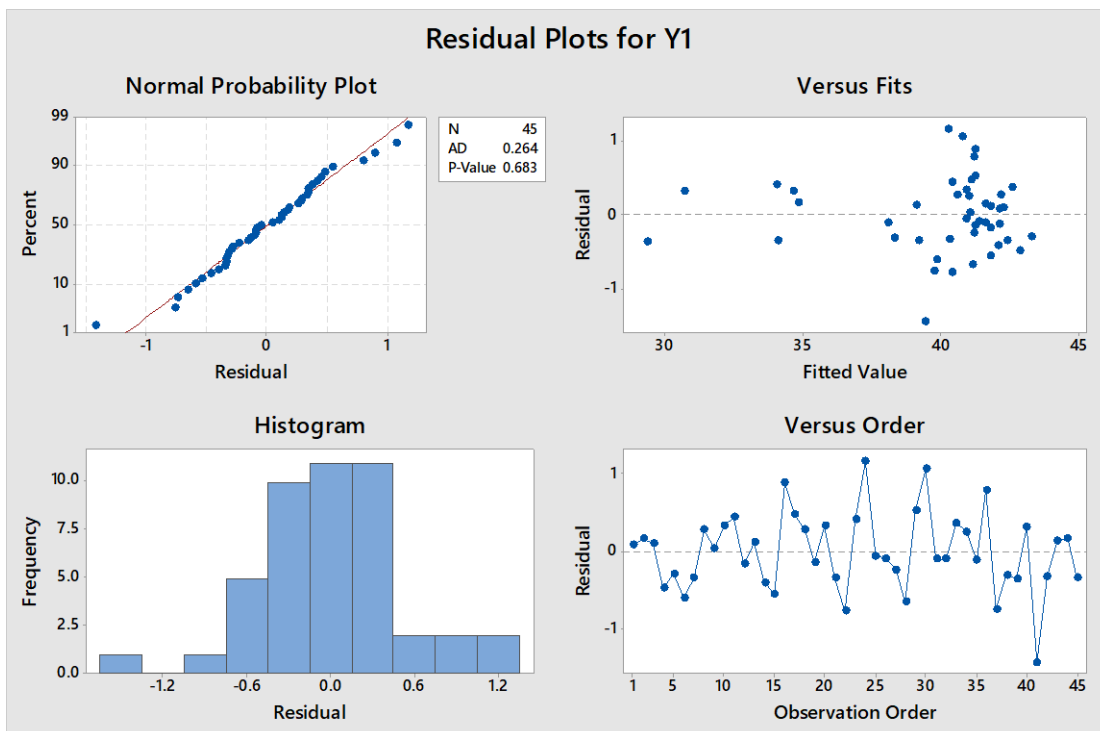 Residual Plots for Y1
Normal Probability Plot
99
90
50
10
1
Percent
-1
0
1
Residual
N 45
AD 0.264
P-Value 0.683
Versus Fits
1
0
-1
Residual
30
35
40
45
Fitted Value
Histogram
10.0
7.5
5.0
2.5
0.0
Frequency
-1.2
-0.6
0.0
0.6
1.2
Residual
Versus Order
1
0
-1
Residual
1
5
10
15
20
25
30
35
40
45
Observation Order